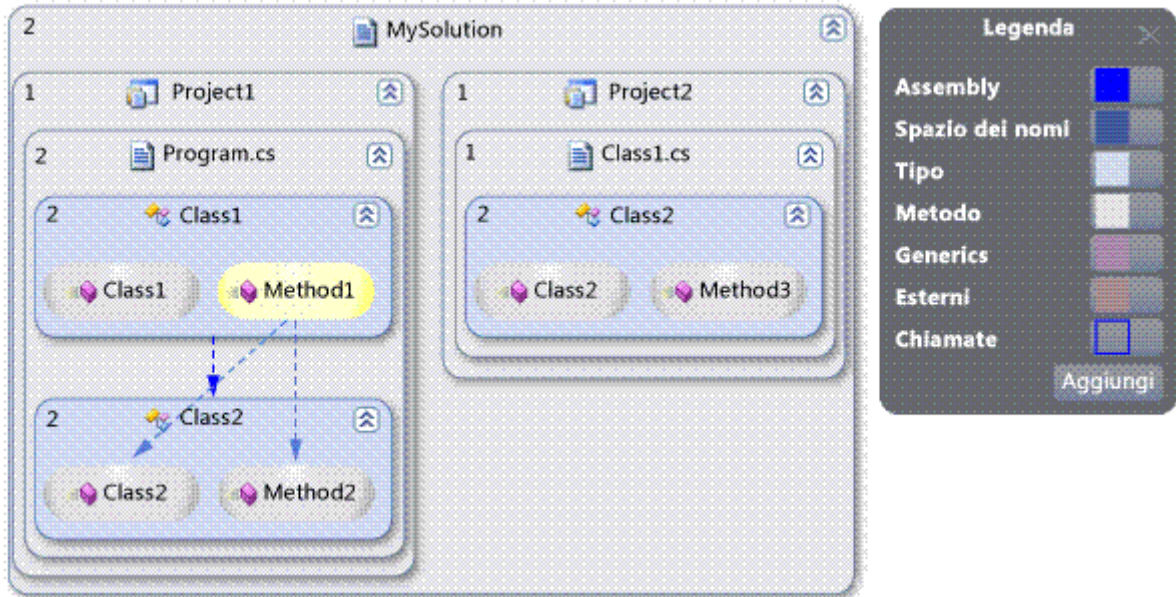 2 MySolution
1 Project1
2 Program.cs
2 Class1
Class1 Method1
2 Class2
Class2 Method2
1 Project2
1 Class1.cs
2 Class2
Class2 Method3
Legenda
Assembly
Spazio dei nomi
Tipo
Metodo
Generics
Esterni
Chiamate
Aggiungi